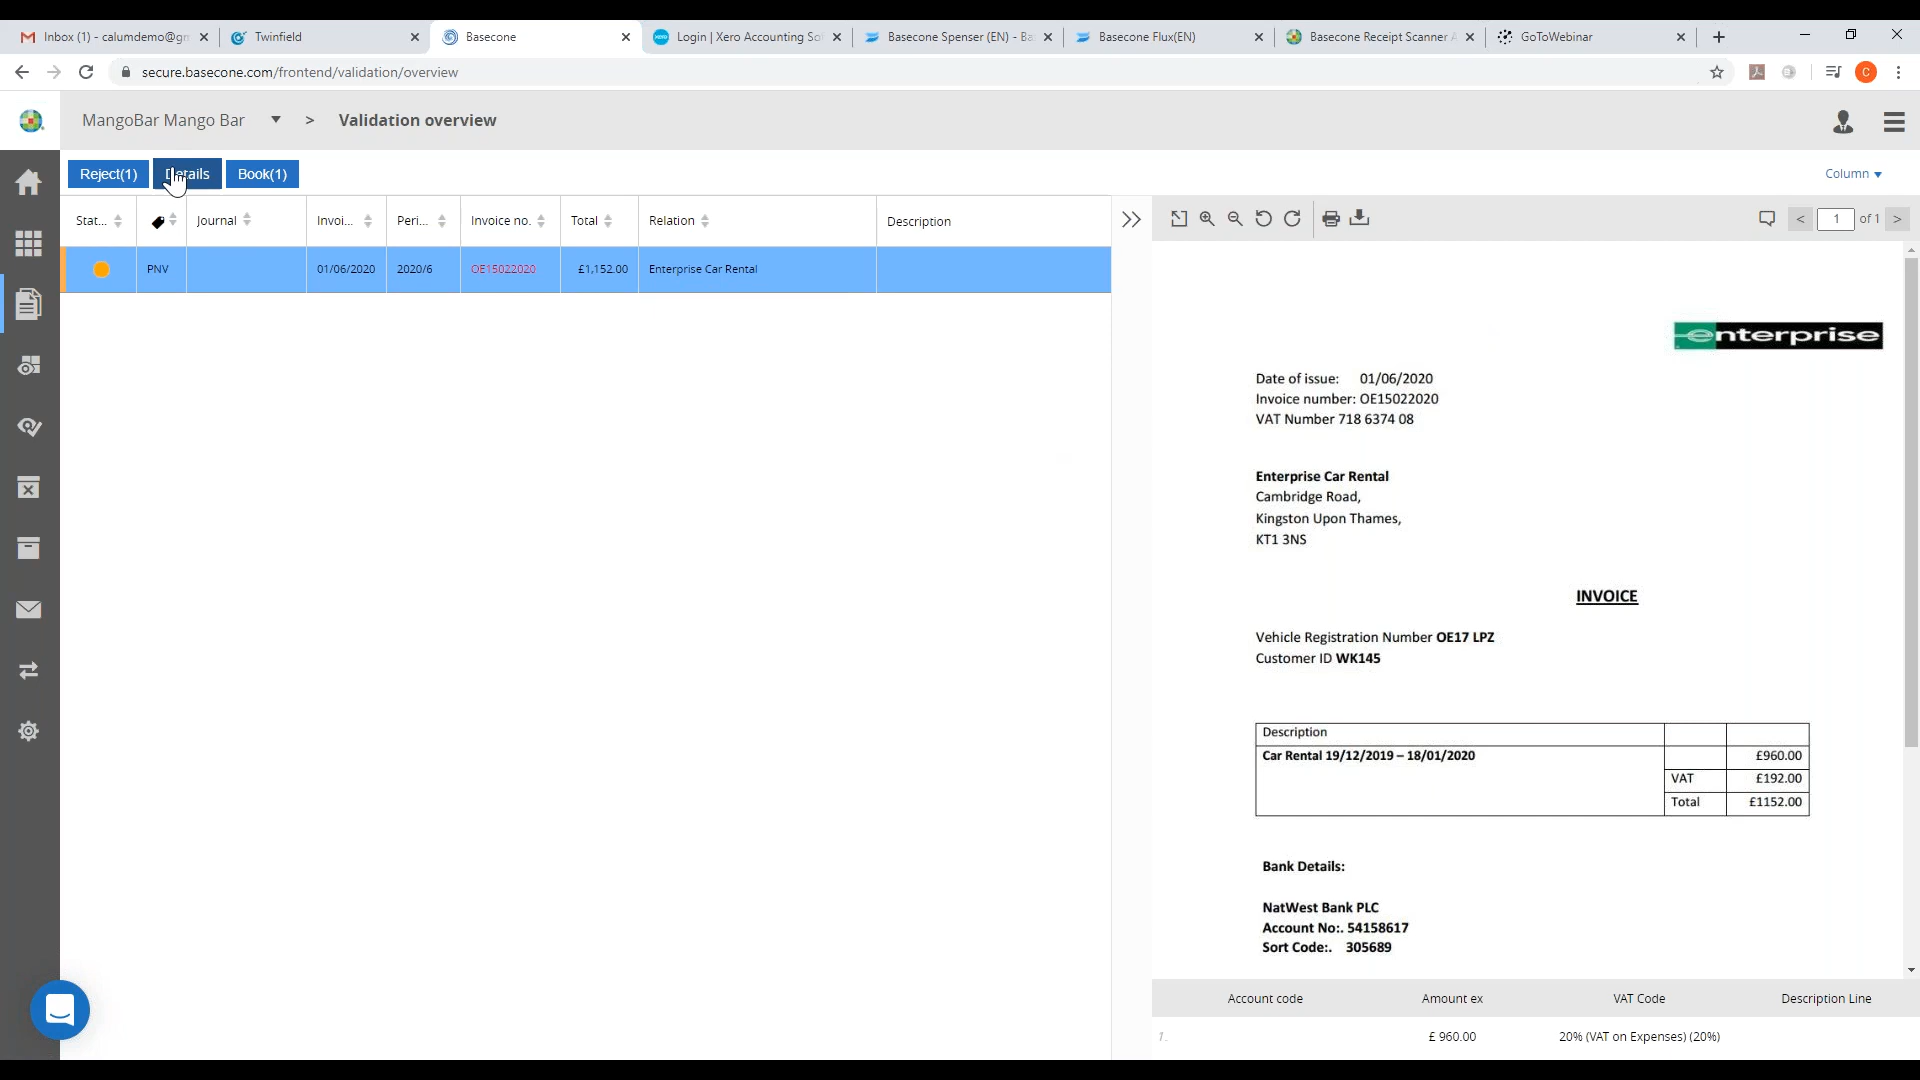 Inbox (1) - calumdemo@gm
Twinfield
Basecone
Login | Xero Accounting So
Basecone Spenser (EN) - Ba
Basecone Flux(EN)
Basecone Receipt Scanner A
GoToWebinar
secure.basecone.com/frontend/validation/overview
C
MangoBar Mango Bar > Validation overview
Reject(1) Details Book(1) Column
Stat... Journal Invoi... Peri... Invoice no. Total Relation Description
PNV 01/06/2020 2020/6 OE15022020 £1,152.00 Enterprise Car Rental
< 1 of 1 >
enterprise
Date of issue: 01/06/2020
Invoice number: OE15022020
VAT Number 718 6374 08
Enterprise Car Rental
Cambridge Road,
Kingston Upon Thames,
KT1 3NS
INVOICE
Vehicle Registration Number OE17 LPZ
Customer ID WK145
Description
Car Rental 19/12/2019 – 18/01/2020 £960.00
VAT £192.00
Total £1152.00
Bank Details:
NatWest Bank PLC
Account No:. 54158617
Sort Code:. 305689
Account code Amount ex VAT Code Description Line
1. £ 960.00 20% (VAT on Expenses) (20%)